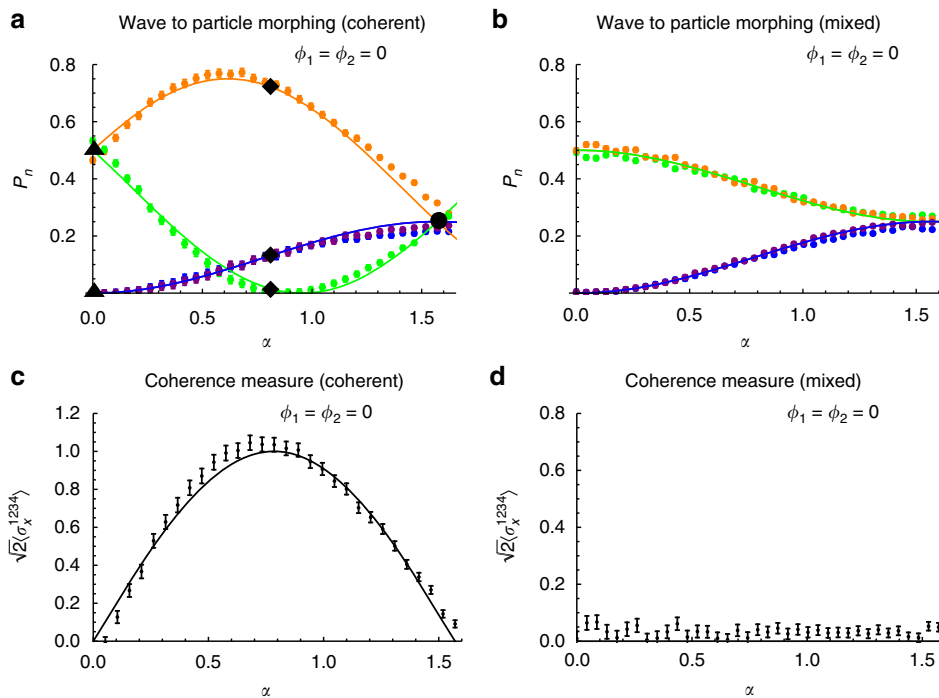 a Wave to particle morphing (coherent)
ϕ1 = ϕ2 = 0
0.8
0.6
0.4
0.2
Pn
0.0 0.5 1.0 1.5
α
b Wave to particle morphing (mixed)
ϕ1 = ϕ2 = 0
0.8
0.6
0.4
0.2
Pn
0.0 0.5 1.0 1.5
α
c Coherence measure (coherent)
ϕ1 = ϕ2 = 0
1.2
1.0
0.8
0.6
0.4
0.2
0.0
√2⟨σx^1234⟩
0.0 0.5 1.0 1.5
α
d Coherence measure (mixed)
ϕ1 = ϕ2 = 0
0.8
0.6
0.4
0.2
0.0
√2⟨σx^1234⟩
0.0 0.5 1.0 1.5
α